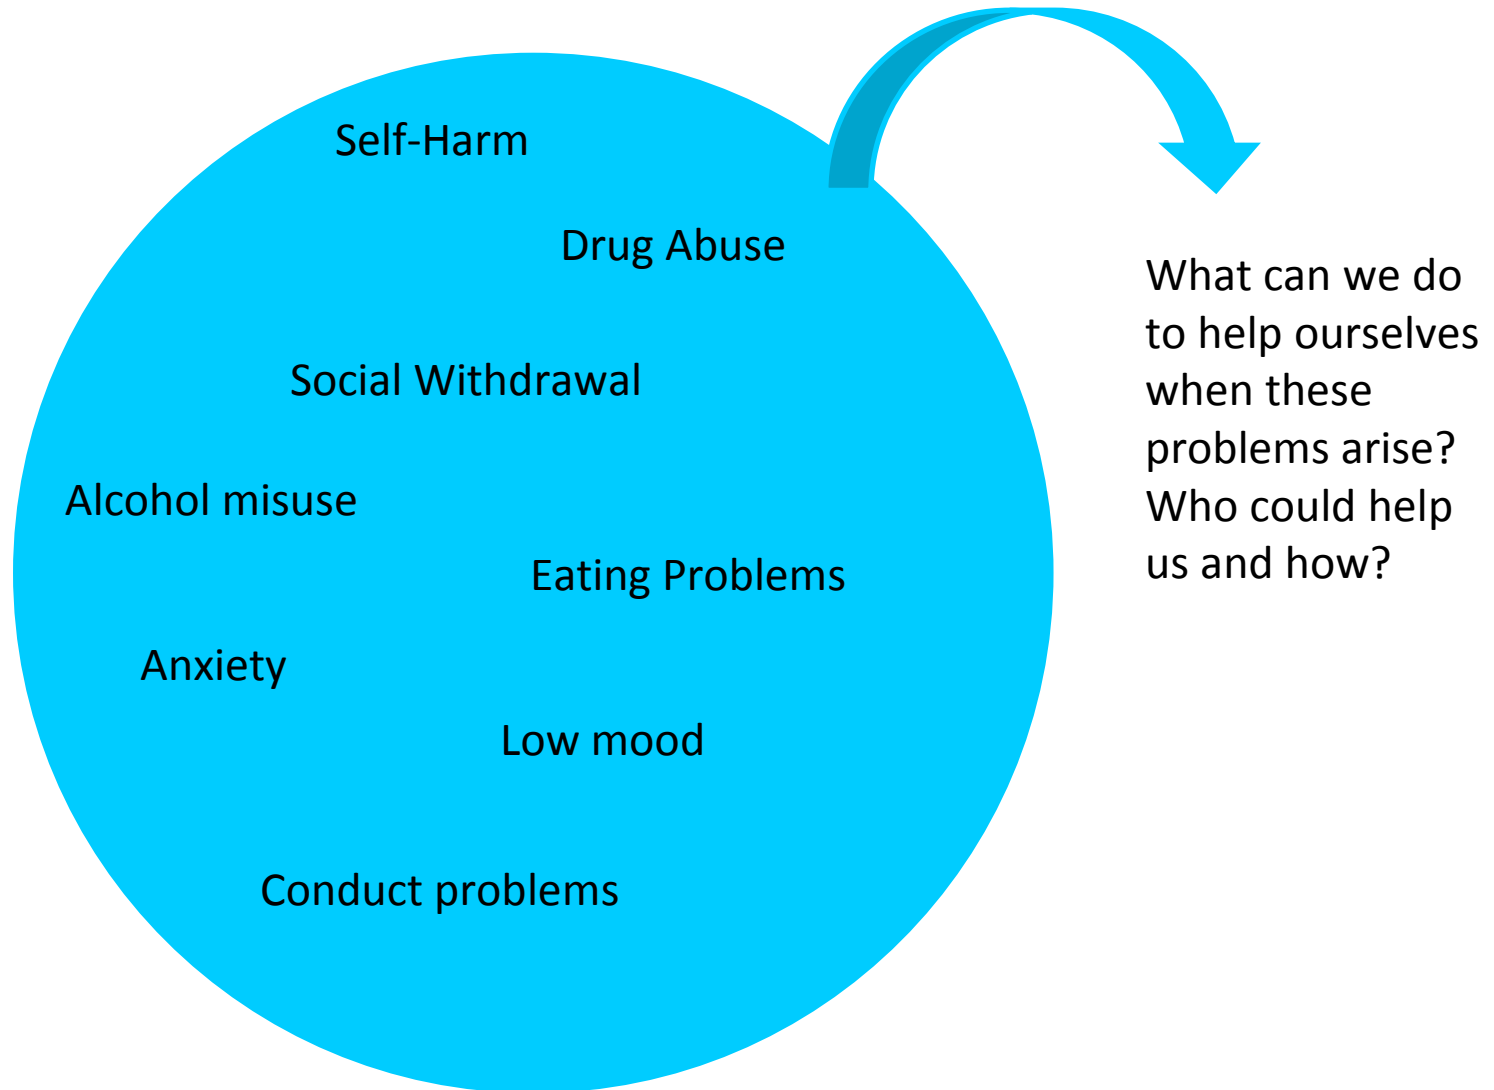 Self-Harm
Drug Abuse
Social Withdrawal
Alcohol misuse
Eating Problems
Anxiety
Low mood
Conduct problems
What can we do
to help ourselves
when these
problems arise?
Who could help
us and how?